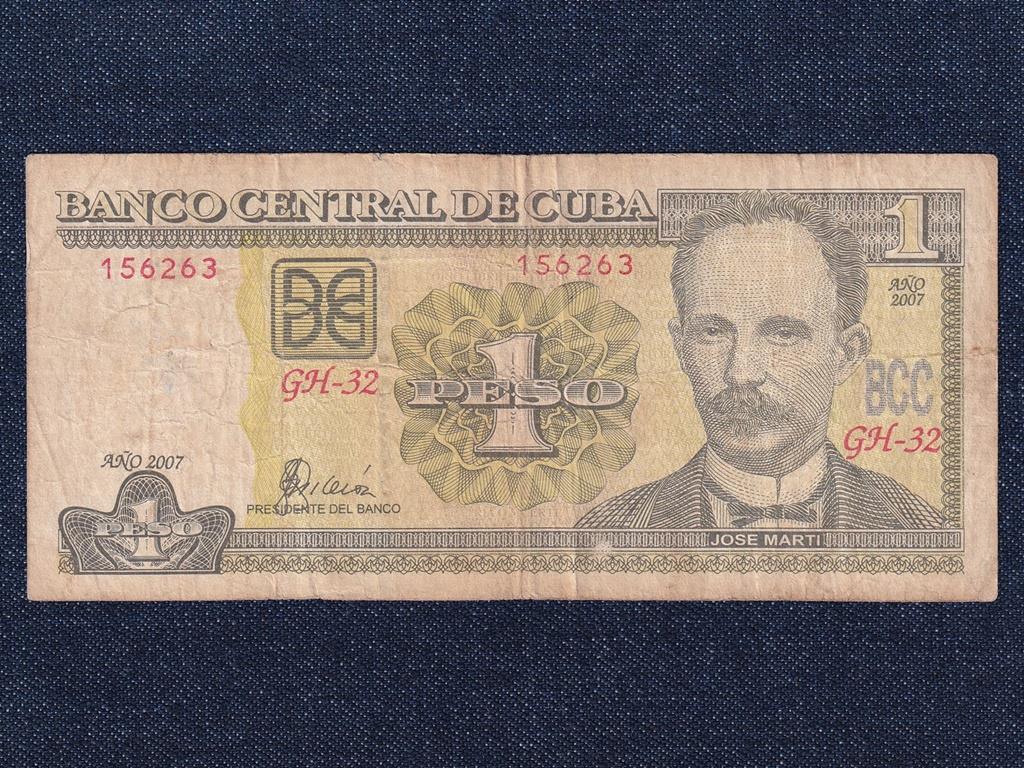 BANCO CENTRAL DE CUBA
1
156263
156263
AÑO
2007
GH-32
1
PESO
BCC
GH-32
AÑO 2007
PRESIDENTE DEL BANCO
1
PESO
JOSE MARTI